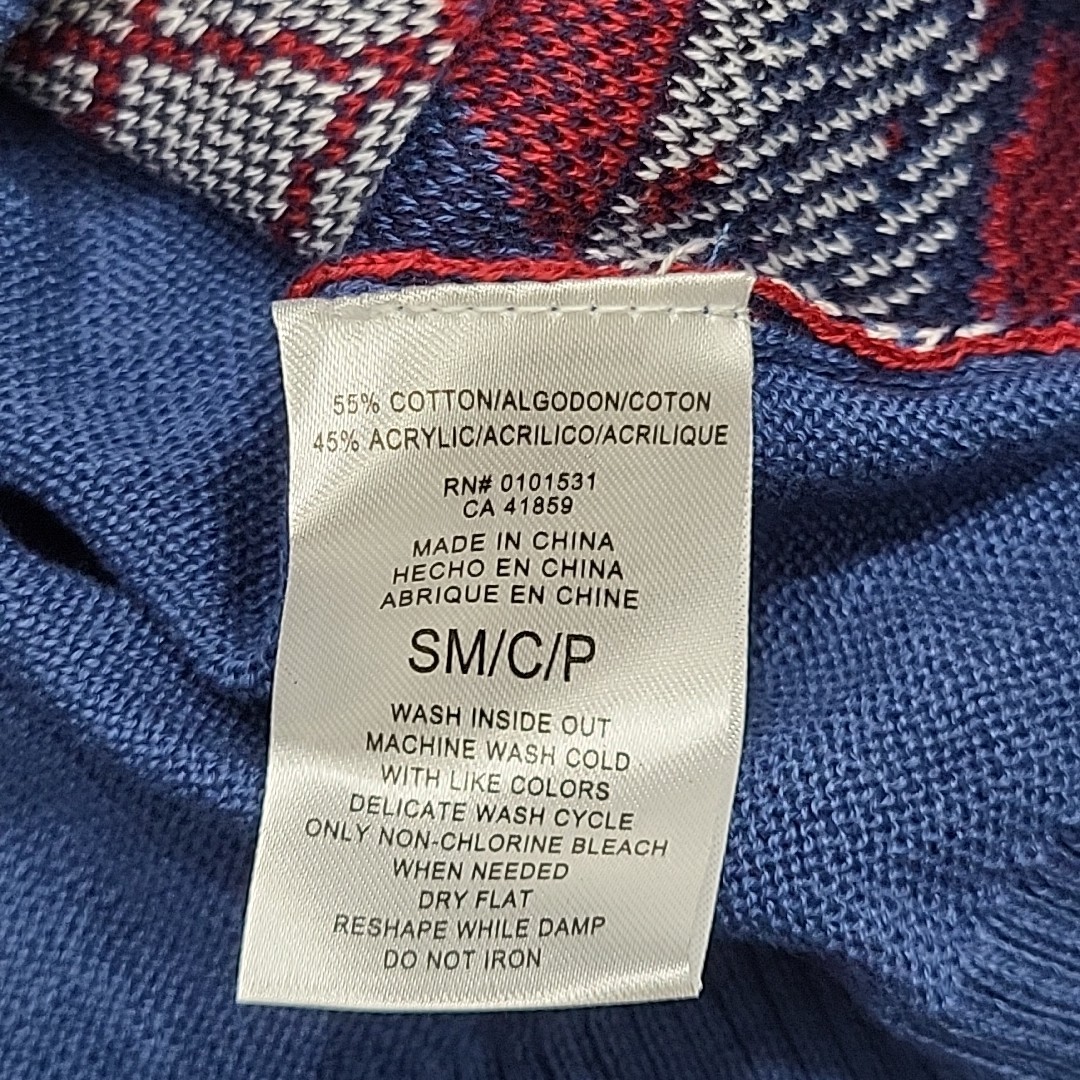 55% COTTON/ALGODON/COTON
45% ACRYLIC/ACRILICO/ACRILIQUE
RN# 0101531
CA 41859
MADE IN CHINA
HECHO EN CHINA
ABRIQUE EN CHINE
SM/C/P
WASH INSIDE OUT
MACHINE WASH COLD
WITH LIKE COLORS
DELICATE WASH CYCLE
ONLY NON-CHLORINE BLEACH
WHEN NEEDED
DRY FLAT
RESHAPE WHILE DAMP
DO NOT IRON